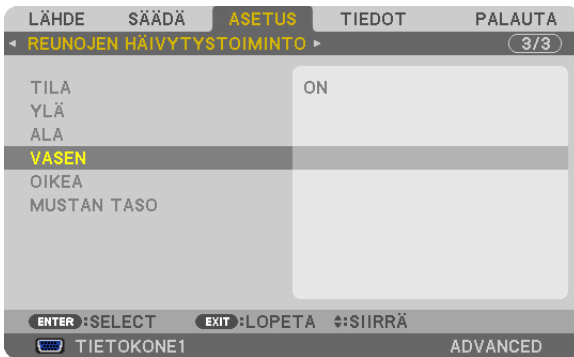 LÄHDE SÄÄDÄ ASETUS TIEDOT PALAUTA
REUNOJEN HÄIVYTYSTOIMINTO 3/3
TILA ON
YLÄ
ALA
VASEN
OIKEA
MUSTAN TASO
ENTER :SELECT EXIT :LOPETA :SIIRRÄ
TIETOKONE1 ADVANCED